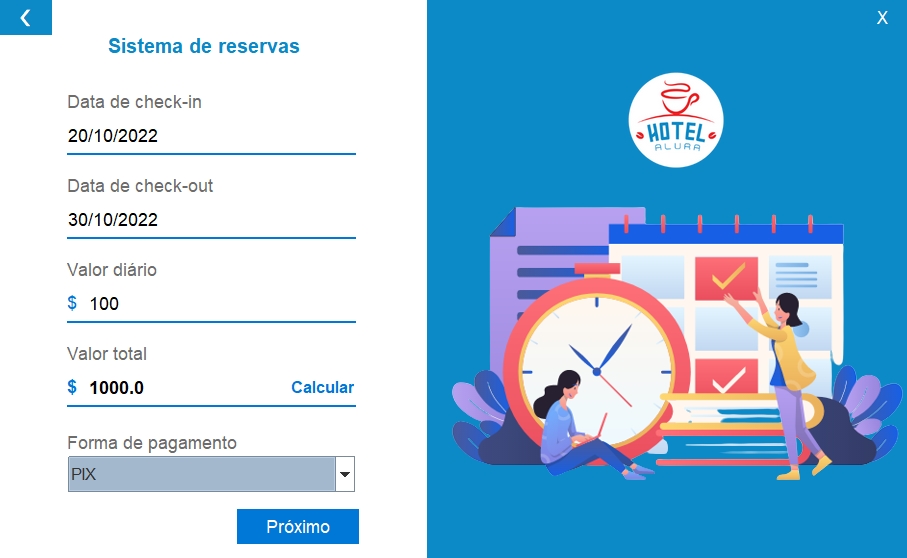 Sistema de reservas
X
Data de check-in
20/10/2022
Data de check-out
30/10/2022
Valor diário
$ 100
Valor total
$ 1000.0 Calcular
Forma de pagamento
PIX
Próximo
HOTEL
ALURA